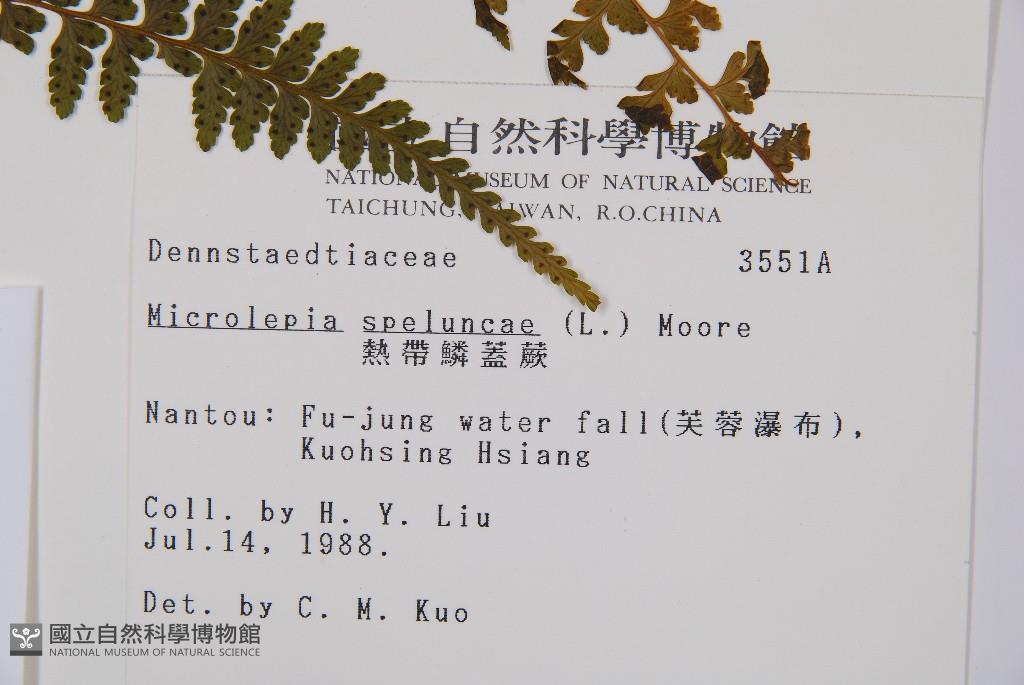 自然科學博物館
NATIONAL MUSEUM OF NATURAL SCIENCE
TAICHUNG, TAIWAN, R.O.CHINA
Dennstaedtiaceae 3551A
Microlepia speluncae (L.) Moore
熱帶鱗蓋蕨
Nantou: Fu-jung water fall(芙蓉瀑布),
Kuohsing Hsiang
Coll. by H. Y. Liu
Jul.14, 1988.
Det. by C. M. Kuo
國立自然科學博物館
NATIONAL MUSEUM OF NATURAL SCIENCE